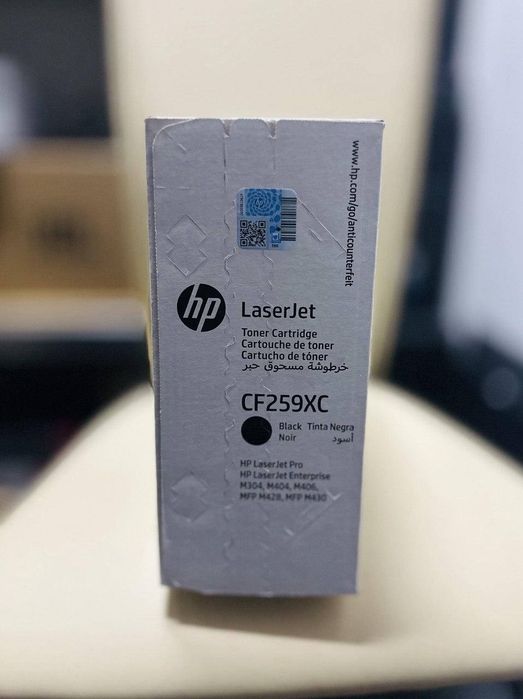 www.hp.com/go/anticounterfeit
hp
LaserJet
Toner Cartridge
Cartouche de toner
Cartucho de tóner
خرطوشة مسحوق حبر
CF259XC
Black Tinta Negra
Noir أسود
HP LaserJet Pro
HP LaserJet Enterprise
M304, M404, M406,
MFP M428, MFP M430